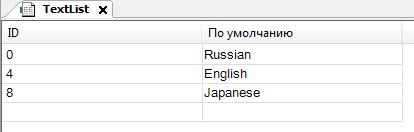 TextList
ID По умолчанию
0 Russian
4 English
8 Japanese